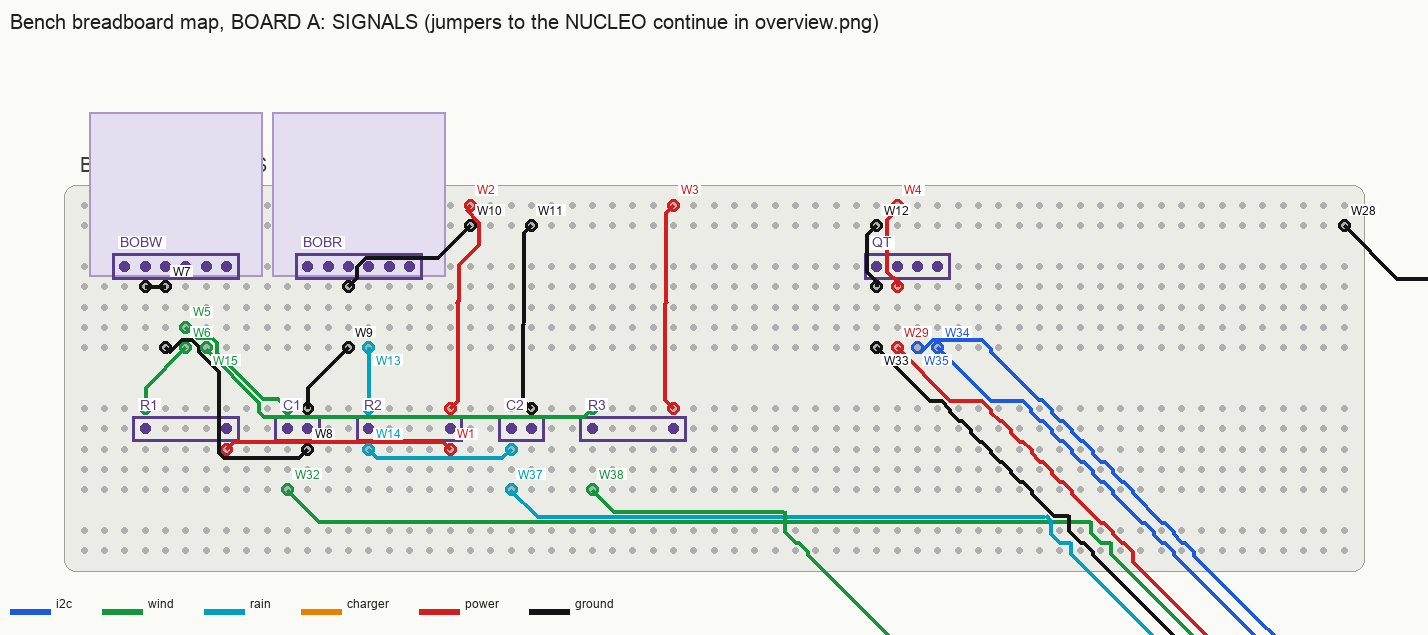 Bench breadboard map, BOARD A: SIGNALS (jumpers to the NUCLEO continue in overview.png)
W2
W3
W4
W10
W11
W12
W28
BOBW
BOBR
QT
W7
W5
W6
W9
W29
W34
W15
W13
W33
W35
R1
C1
R2
C2
R3
W8
W14
W1
W32
W37
W38
i2c
wind
rain
charger
power
ground